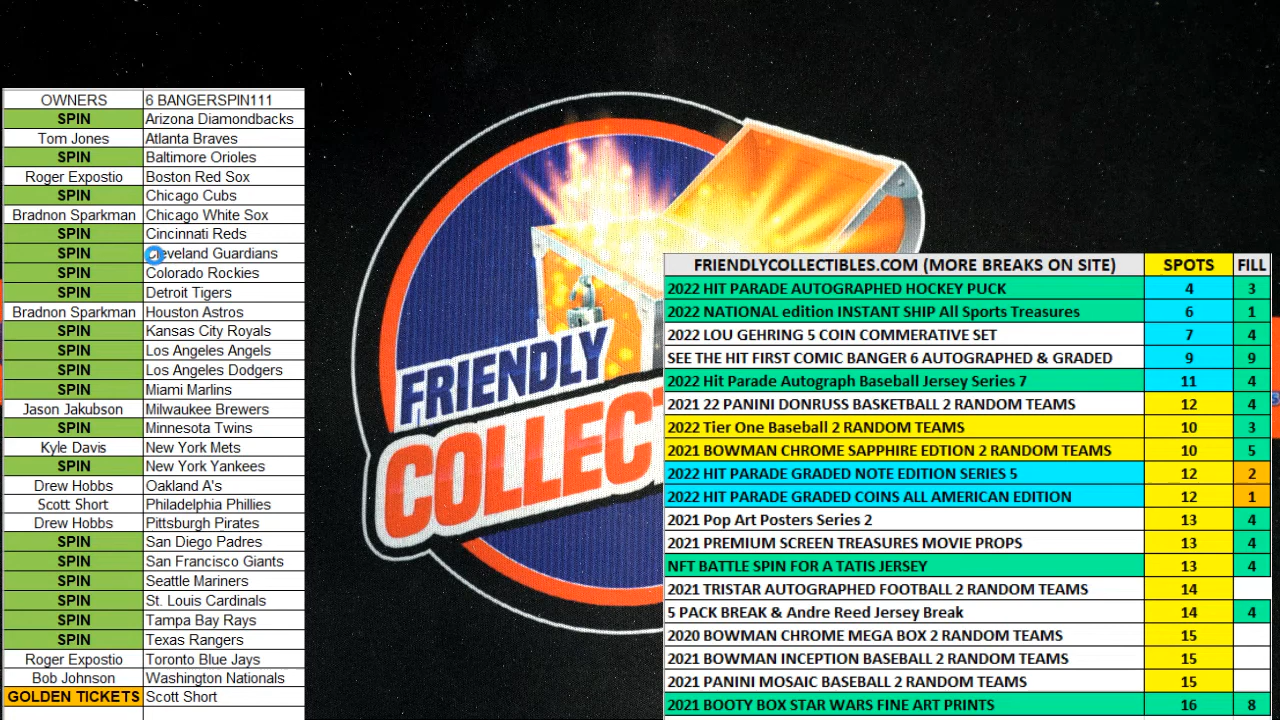 OWNERS 6 BANGERSPIN111
SPIN Arizona Diamondbacks
Tom Jones Atlanta Braves
SPIN Baltimore Orioles
Roger Expostio Boston Red Sox
SPIN Chicago Cubs
Bradnon Sparkman Chicago White Sox
SPIN Cincinnati Reds
SPIN Cleveland Guardians
SPIN Colorado Rockies
SPIN Detroit Tigers
Bradnon Sparkman Houston Astros
SPIN Kansas City Royals
SPIN Los Angeles Angels
SPIN Los Angeles Dodgers
SPIN Miami Marlins
Jason Jakubson Milwaukee Brewers
SPIN Minnesota Twins
Kyle Davis New York Mets
SPIN New York Yankees
Drew Hobbs Oakland A's
Scott Short Philadelphia Phillies
Drew Hobbs Pittsburgh Pirates
SPIN San Diego Padres
SPIN San Francisco Giants
SPIN Seattle Mariners
SPIN St. Louis Cardinals
SPIN Tampa Bay Rays
SPIN Texas Rangers
Roger Expostio Toronto Blue Jays
Bob Johnson Washington Nationals
GOLDEN TICKETS Scott Short
FRIENDLY
COLLECT
FRIENDLYCOLLECTIBLES.COM (MORE BREAKS ON SITE) SPOTS FILL
2022 HIT PARADE AUTOGRAPHED HOCKEY PUCK 4 3
2022 NATIONAL edition INSTANT SHIP All Sports Treasures 6 1
2022 LOU GEHRING 5 COIN COMMERATIVE SET 7 4
SEE THE HIT FIRST COMIC BANGER 6 AUTOGRAPHED & GRADED 9 9
2022 Hit Parade Autograph Baseball Jersey Series 7 11 4
2021 22 PANINI DONRUSS BASKETBALL 2 RANDOM TEAMS 12 4
2022 Tier One Baseball 2 RANDOM TEAMS 10 3
2021 BOWMAN CHROME SAPPHIRE EDTION 2 RANDOM TEAMS 10 5
2022 HIT PARADE GRADED NOTE EDITION SERIES 5 12 2
2022 HIT PARADE GRADED COINS ALL AMERICAN EDITION 12 1
2021 Pop Art Posters Series 2 13 4
2021 PREMIUM SCREEN TREASURES MOVIE PROPS 13 4
NFT BATTLE SPIN FOR A TATIS JERSEY 13 4
2021 TRISTAR AUTOGRAPHED FOOTBALL 2 RANDOM TEAMS 14
5 PACK BREAK & Andre Reed Jersey Break 14 4
2020 BOWMAN CHROME MEGA BOX 2 RANDOM TEAMS 15
2021 BOWMAN INCEPTION BASEBALL 2 RANDOM TEAMS 15
2021 PANINI MOSAIC BASEBALL 2 RANDOM TEAMS 15
2021 BOOTY BOX STAR WARS FINE ART PRINTS 16 8